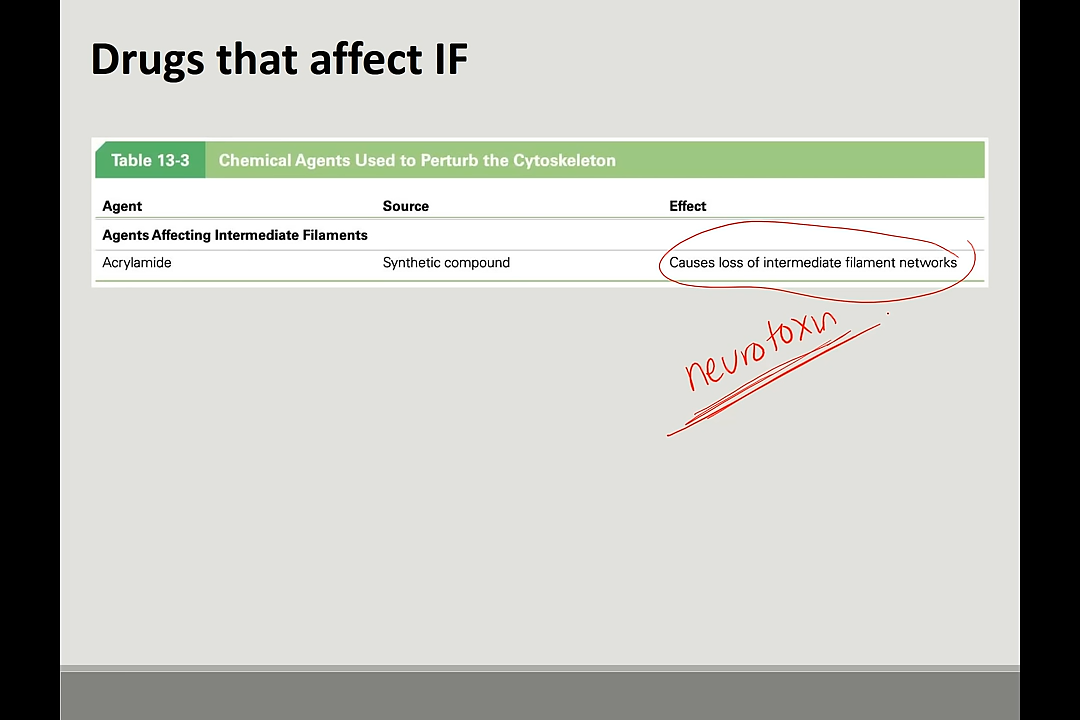 Drugs that affect IF
Table 13-3 Chemical Agents Used to Perturb the Cytoskeleton
Agent Source Effect
Agents Affecting Intermediate Filaments
Acrylamide Synthetic compound Causes loss of intermediate filament networks
neurotoxin